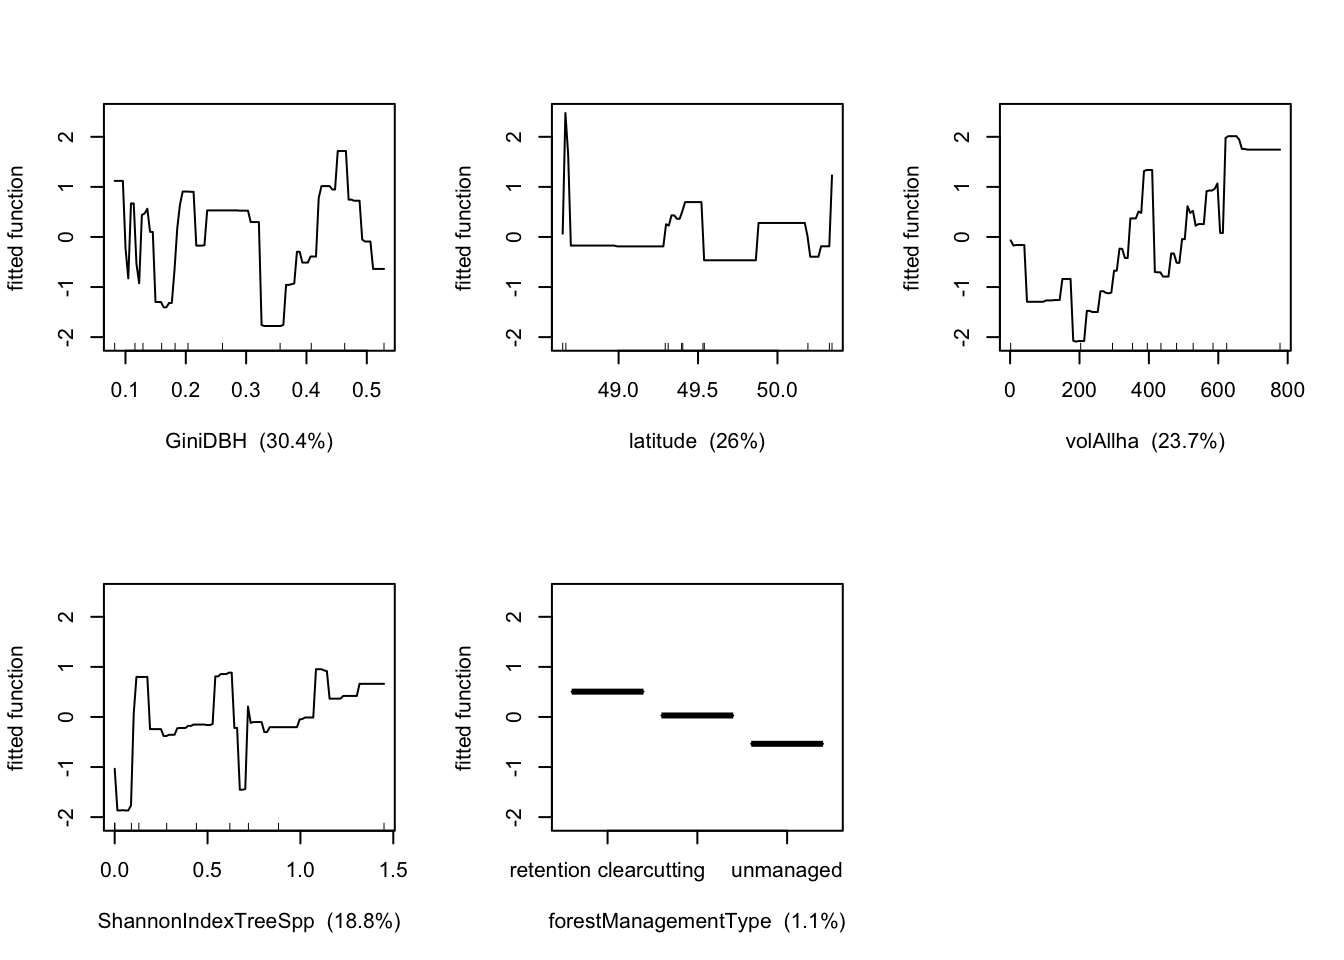 fitted function
2
1
0
-1
-2
0.1 0.2 0.3 0.4 0.5
GiniDBH (30.4%)
fitted function
2
1
0
-1
-2
49.0 49.5 50.0
latitude (26%)
fitted function
2
1
0
-1
-2
0 200 400 600 800
volAllha (23.7%)
fitted function
2
1
0
-1
-2
0.0 0.5 1.0 1.5
ShannonIndexTreeSpp (18.8%)
fitted function
2
1
0
-1
-2
retention clearcutting unmanaged
forestManagementType (1.1%)